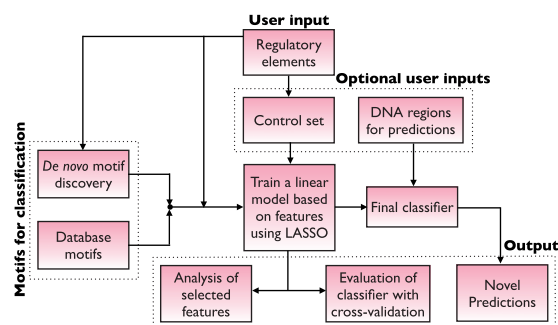 User input
Regulatory
elements
Optional user inputs
Control set
DNA regions
for predictions
Motifs for classification
De novo motif
discovery
Database
motifs
Train a linear
model based
on features
using LASSO
Final classifier
Output
Analysis of
selected
features
Evaluation of
classifier with
cross-validation
Novel
Predictions